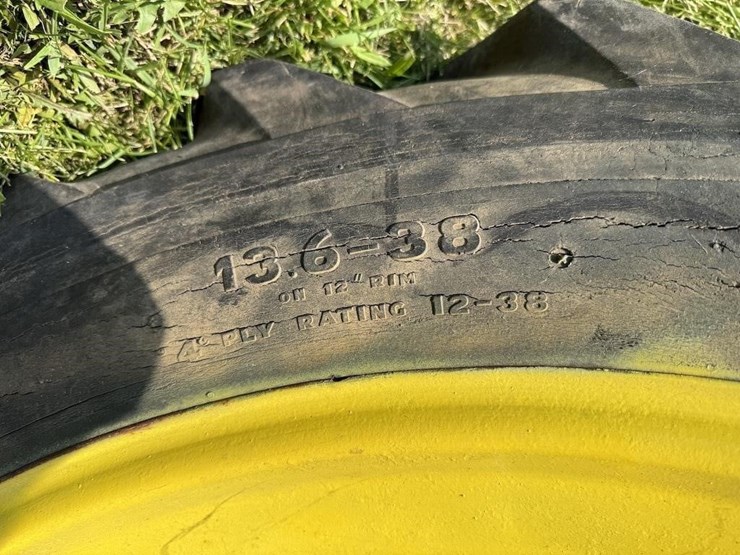 13.6-38
ON 12" RIM
4 PLY RATING 12-38